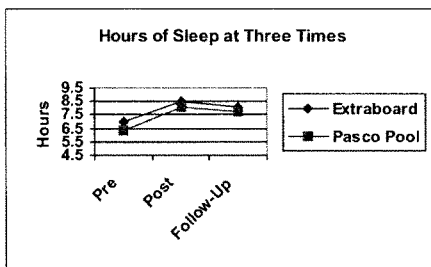 Hours of Sleep at Three Times
Hours
9.5
8.5
7.5
6.5
5.5
4.5
Pre
Post
Follow-Up
Extraboard
Pasco Pool